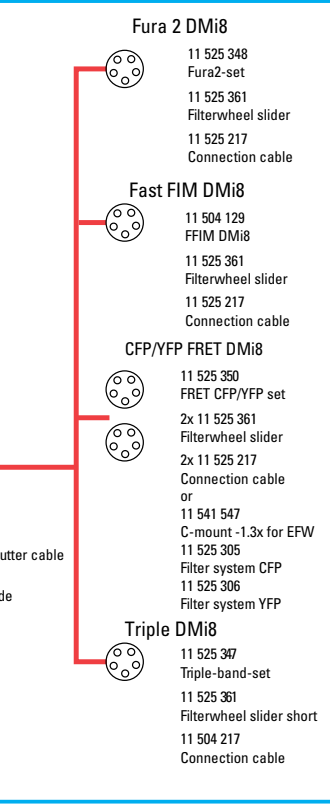 Fura 2 DMi8
11 525 348
Fura2-set
11 525 361
Filterwheel slider
11 525 217
Connection cable
Fast FIM DMi8
11 504 129
FFIM DMi8
11 525 361
Filterwheel slider
11 525 217
Connection cable
CFP/YFP FRET DMi8
11 525 350
FRET CFP/YFP set
2x 11 525 361
Filterwheel slider
2x 11 525 217
Connection cable
or
11 541 547
C-mount -1.3x for EFW
11 525 305
Filter system CFP
11 525 306
Filter system YFP
utter cable
de
Triple DMi8
11 525 347
Triple-band-set
11 525 361
Filterwheel slider short
11 504 217
Connection cable